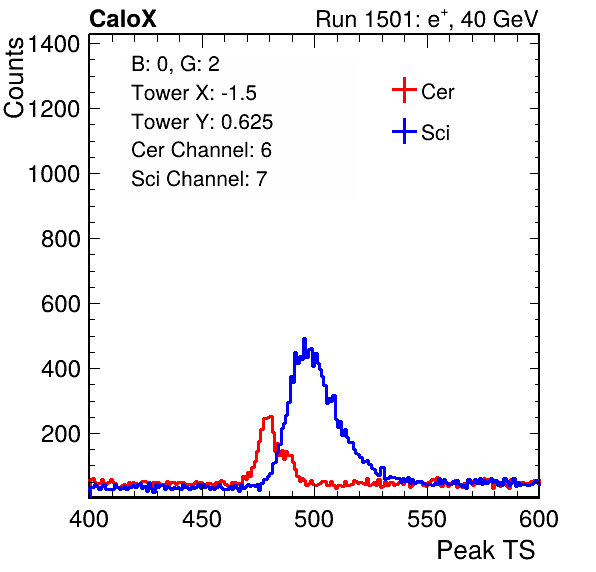 CaloX Run 1501: e⁺, 40 GeV
Counts
1400
1200
1000
800
600
400
200
B: 0, G: 2
Tower X: -1.5
Tower Y: 0.625
Cer Channel: 6
Sci Channel: 7
Cer
Sci
400 450 500 550 600
Peak TS